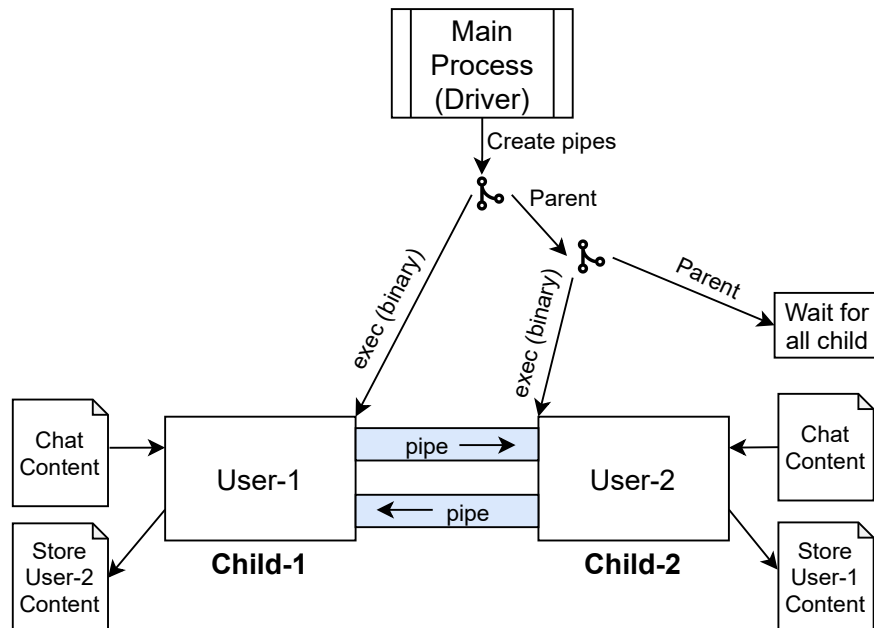 Main
Process
(Driver)
Create pipes
Parent
exec (binary)
Parent
exec (binary)
Wait for
all child
Chat
Content
User-1
pipe
User-2
Chat
Content
pipe
Store
User-2
Content
Child-1
Child-2
Store
User-1
Content